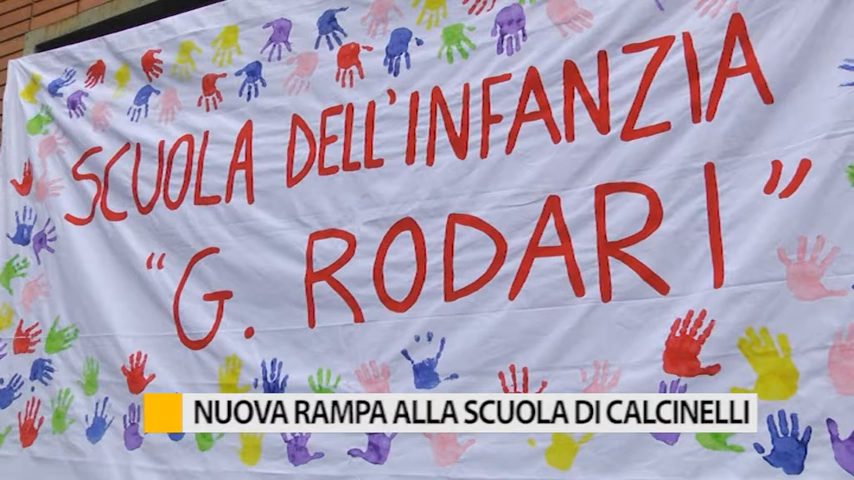 SCUOLA DELL'INFANZIA
"G. RODARI"
NUOVA RAMPA ALLA SCUOLA DI CALCINELLI